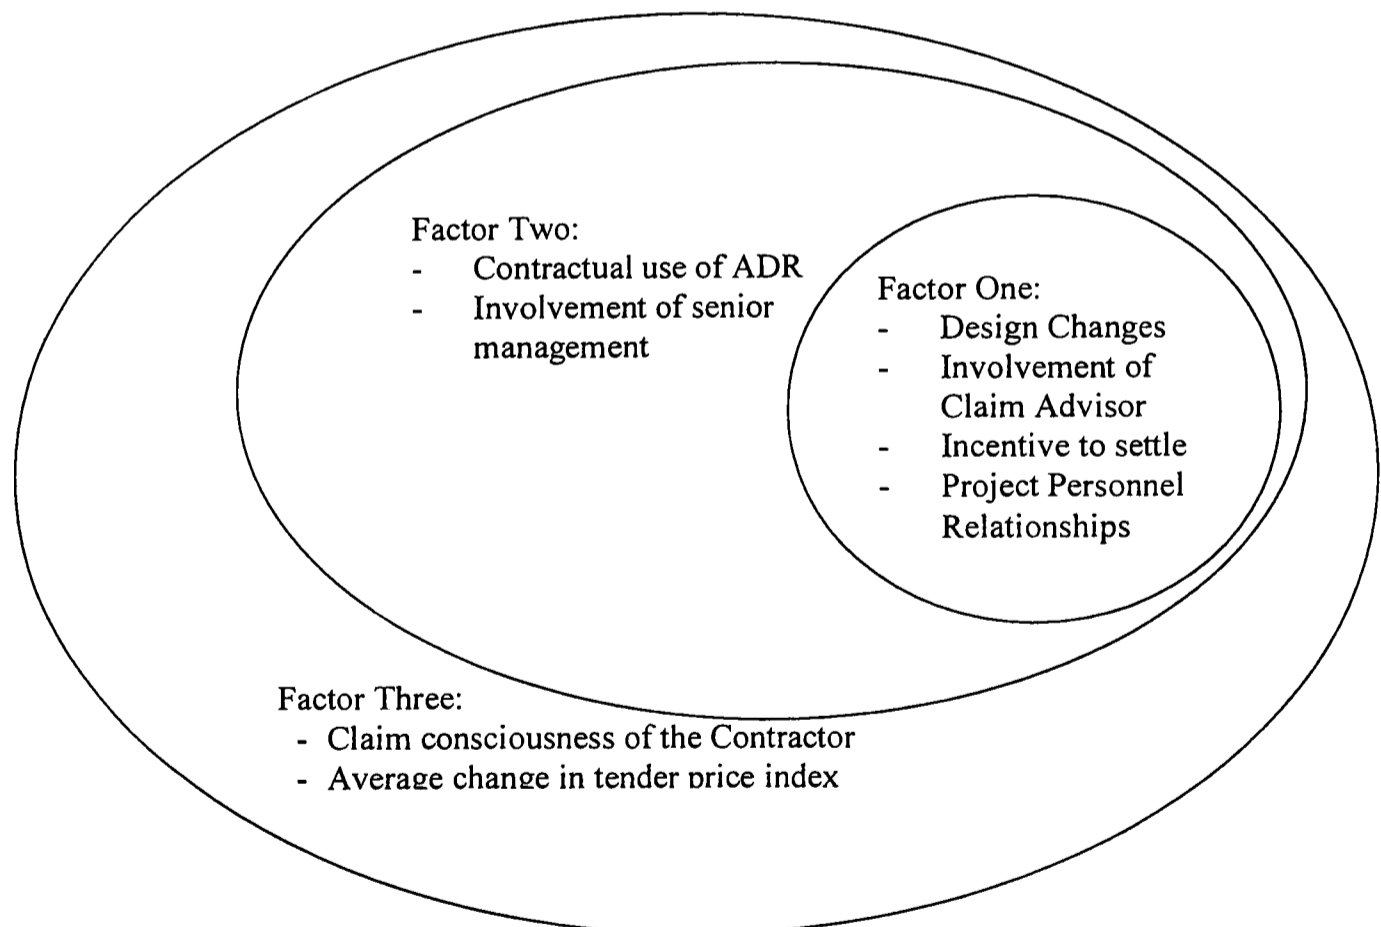 Factor Two:
- Contractual use of ADR
- Involvement of senior
management
Factor One:
- Design Changes
- Involvement of
Claim Advisor
- Incentive to settle
- Project Personnel
Relationships
Factor Three:
- Claim consciousness of the Contractor
- Average change in tender price index